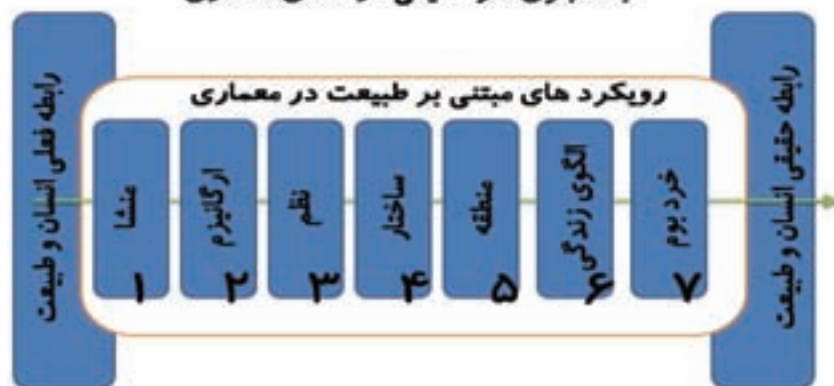 رویکرد های مبتنی بر طبیعت در معماری
رابطه فعلی انسان و طبیعت
منشا
۱
ارگانیزم
۲
نظم
۳
ساختار
۴
منطقه
۵
الگوی زندگی
۶
خرد بوم
۷
رابطه حقیقی انسان و طبیعت